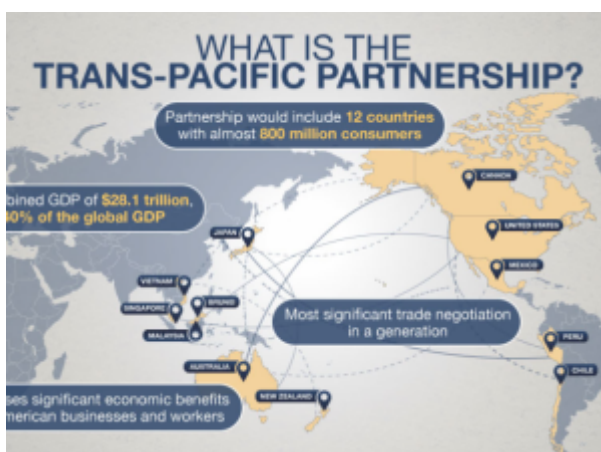 WHAT IS THE
TRANS-PACIFIC PARTNERSHIP?
Partnership would include 12 countries
with almost 800 million consumers
bined GDP of $28.1 trillion,
40% of the global GDP
CANADA
UNITED STATES
JAPAN
MEXICO
VIETNAM
SINGAPORE
BRUNEI
MALAYSIA
Most significant trade negotiation
in a generation
PERU
CHILE
AUSTRALIA
NEW ZEALAND
ses significant economic benefits
merican businesses and workers